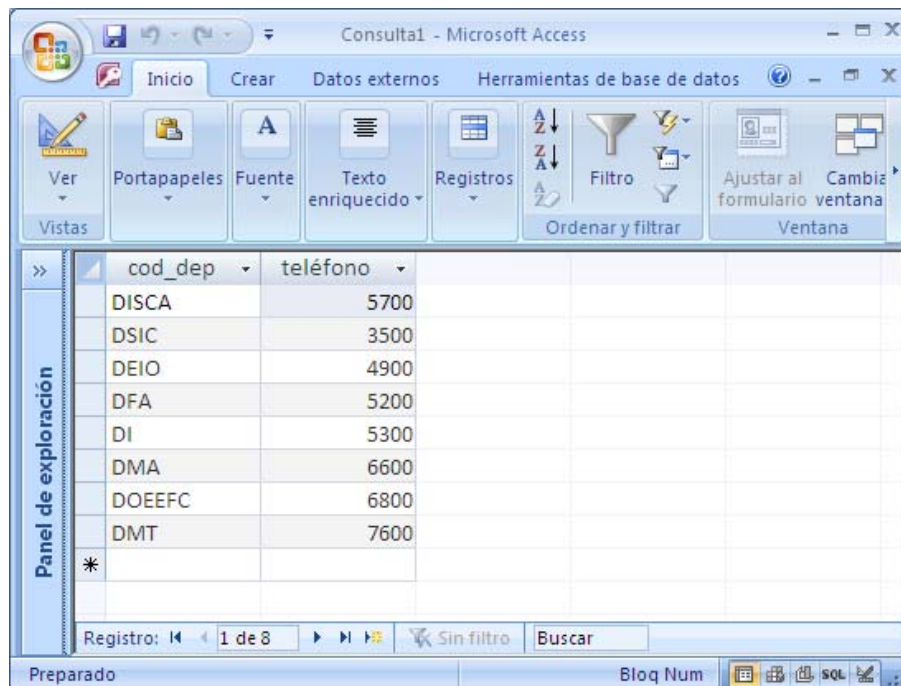 Consulta1 - Microsoft Access
Inicio Crear Datos externos Herramientas de base de datos
Ver Portapapeles Fuente Texto enriquecido Registros Filtro Ajustar al formulario Cambia ventana
Vistas Ordenar y filtrar Ventana
cod_dep teléfono
DISCA 5700
DSIC 3500
DEIO 4900
DFA 5200
DI 5300
DMA 6600
DOEEFC 6800
DMT 7600
Panel de exploración
Registro: 1 de 8 Sin filtro Buscar
Preparado Bloq Num SQL